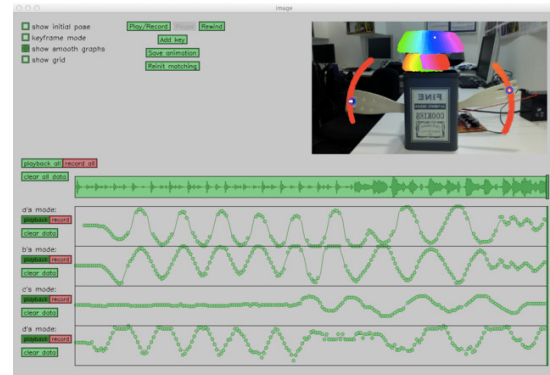 image
show initial pose
keyframe mode
show smooth graphs
show grid
Play/Record Pause Rewind
Add key
Save animation
Reinit matching
FINE
COOKERS
playback all record all
clear all data
a's mode:
playback record
clear data
b's mode:
playback record
clear data
c's mode:
playback record
clear data
d's mode:
playback record
clear data